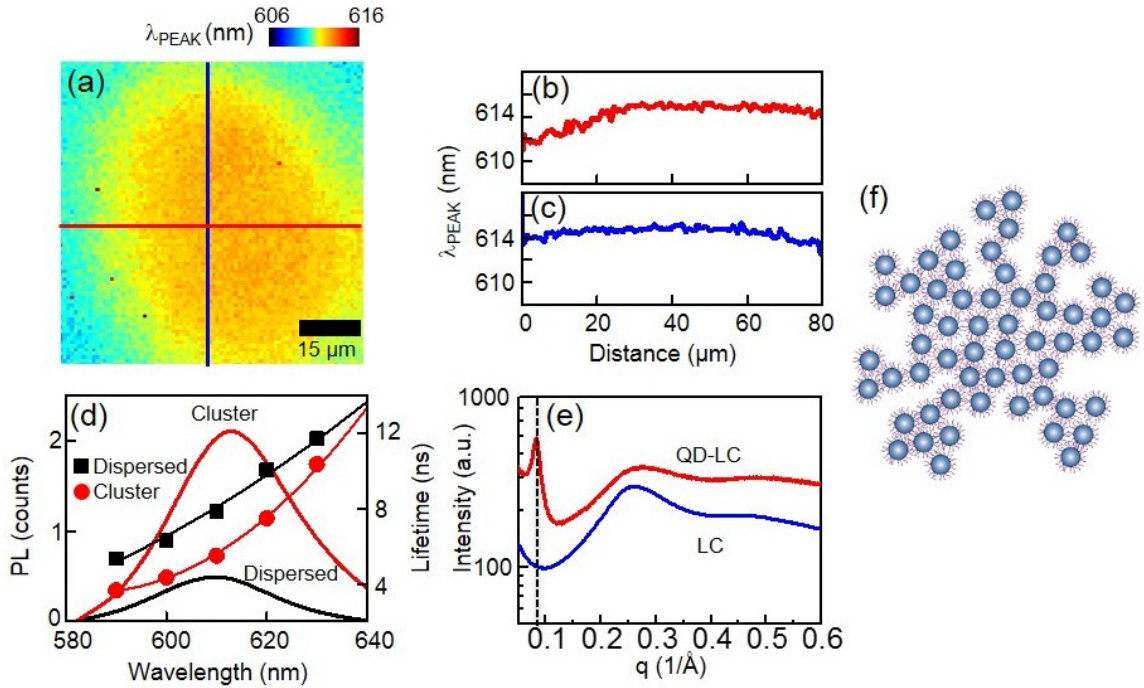 λPEAK (nm) 606 616
(a)
15 μm
(b)
614
610
λPEAK (nm)
(c)
614
610
0 20 40 60 80
Distance (μm)
(d)
Cluster
Dispersed
Cluster
Dispersed
2
1
0
PL (counts)
12
8
4
Lifetime (ns)
580 600 620 640
Wavelength (nm)
(e)
1000
100
Intensity (a.u.)
QD-LC
LC
0.1 0.2 0.3 0.4 0.5 0.6
q (1/Å)
(f)